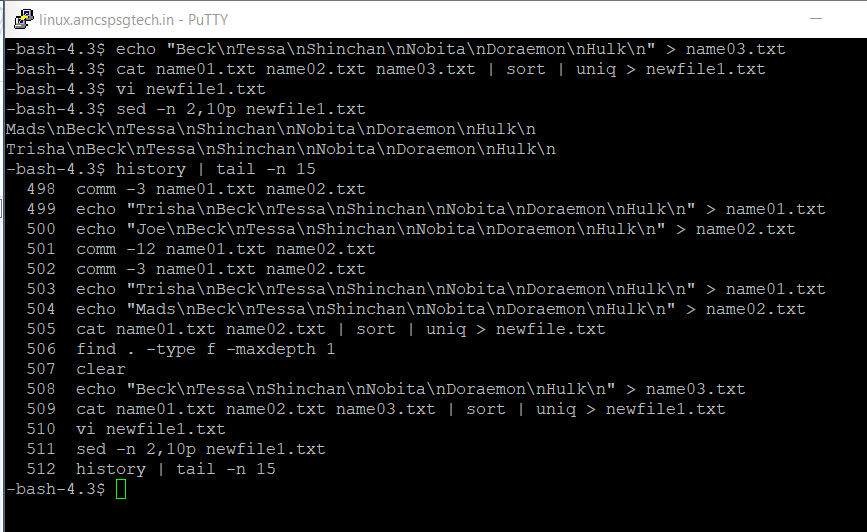 linux.amcspsgtech.in - PuTTY
-bash-4.3$ echo "Beck\nTessa\nShinchan\nNobita\nDoraemon\nHulk\n" > name03.txt
-bash-4.3$ cat name01.txt name02.txt name03.txt | sort | uniq > newfile1.txt
-bash-4.3$ vi newfile1.txt
-bash-4.3$ sed -n 2,10p newfile1.txt
Mads\nBeck\nTessa\nShinchan\nNobita\nDoraemon\nHulk\n
Trisha\nBeck\nTessa\nShinchan\nNobita\nDoraemon\nHulk\n
-bash-4.3$ history | tail -n 15
  498  comm -3 name01.txt name02.txt
  499  echo "Trisha\nBeck\nTessa\nShinchan\nNobita\nDoraemon\nHulk\n" > name01.txt
  500  echo "Joe\nBeck\nTessa\nShinchan\nNobita\nDoraemon\nHulk\n" > name02.txt
  501  comm -12 name01.txt name02.txt
  502  comm -3 name01.txt name02.txt
  503  echo "Trisha\nBeck\nTessa\nShinchan\nNobita\nDoraemon\nHulk\n" > name01.txt
  504  echo "Mads\nBeck\nTessa\nShinchan\nNobita\nDoraemon\nHulk\n" > name02.txt
  505  cat name01.txt name02.txt | sort | uniq > newfile.txt
  506  find . -type f -maxdepth 1
  507  clear
  508  echo "Beck\nTessa\nShinchan\nNobita\nDoraemon\nHulk\n" > name03.txt
  509  cat name01.txt name02.txt name03.txt | sort | uniq > newfile1.txt
  510  vi newfile1.txt
  511  sed -n 2,10p newfile1.txt
  512  history | tail -n 15
-bash-4.3$